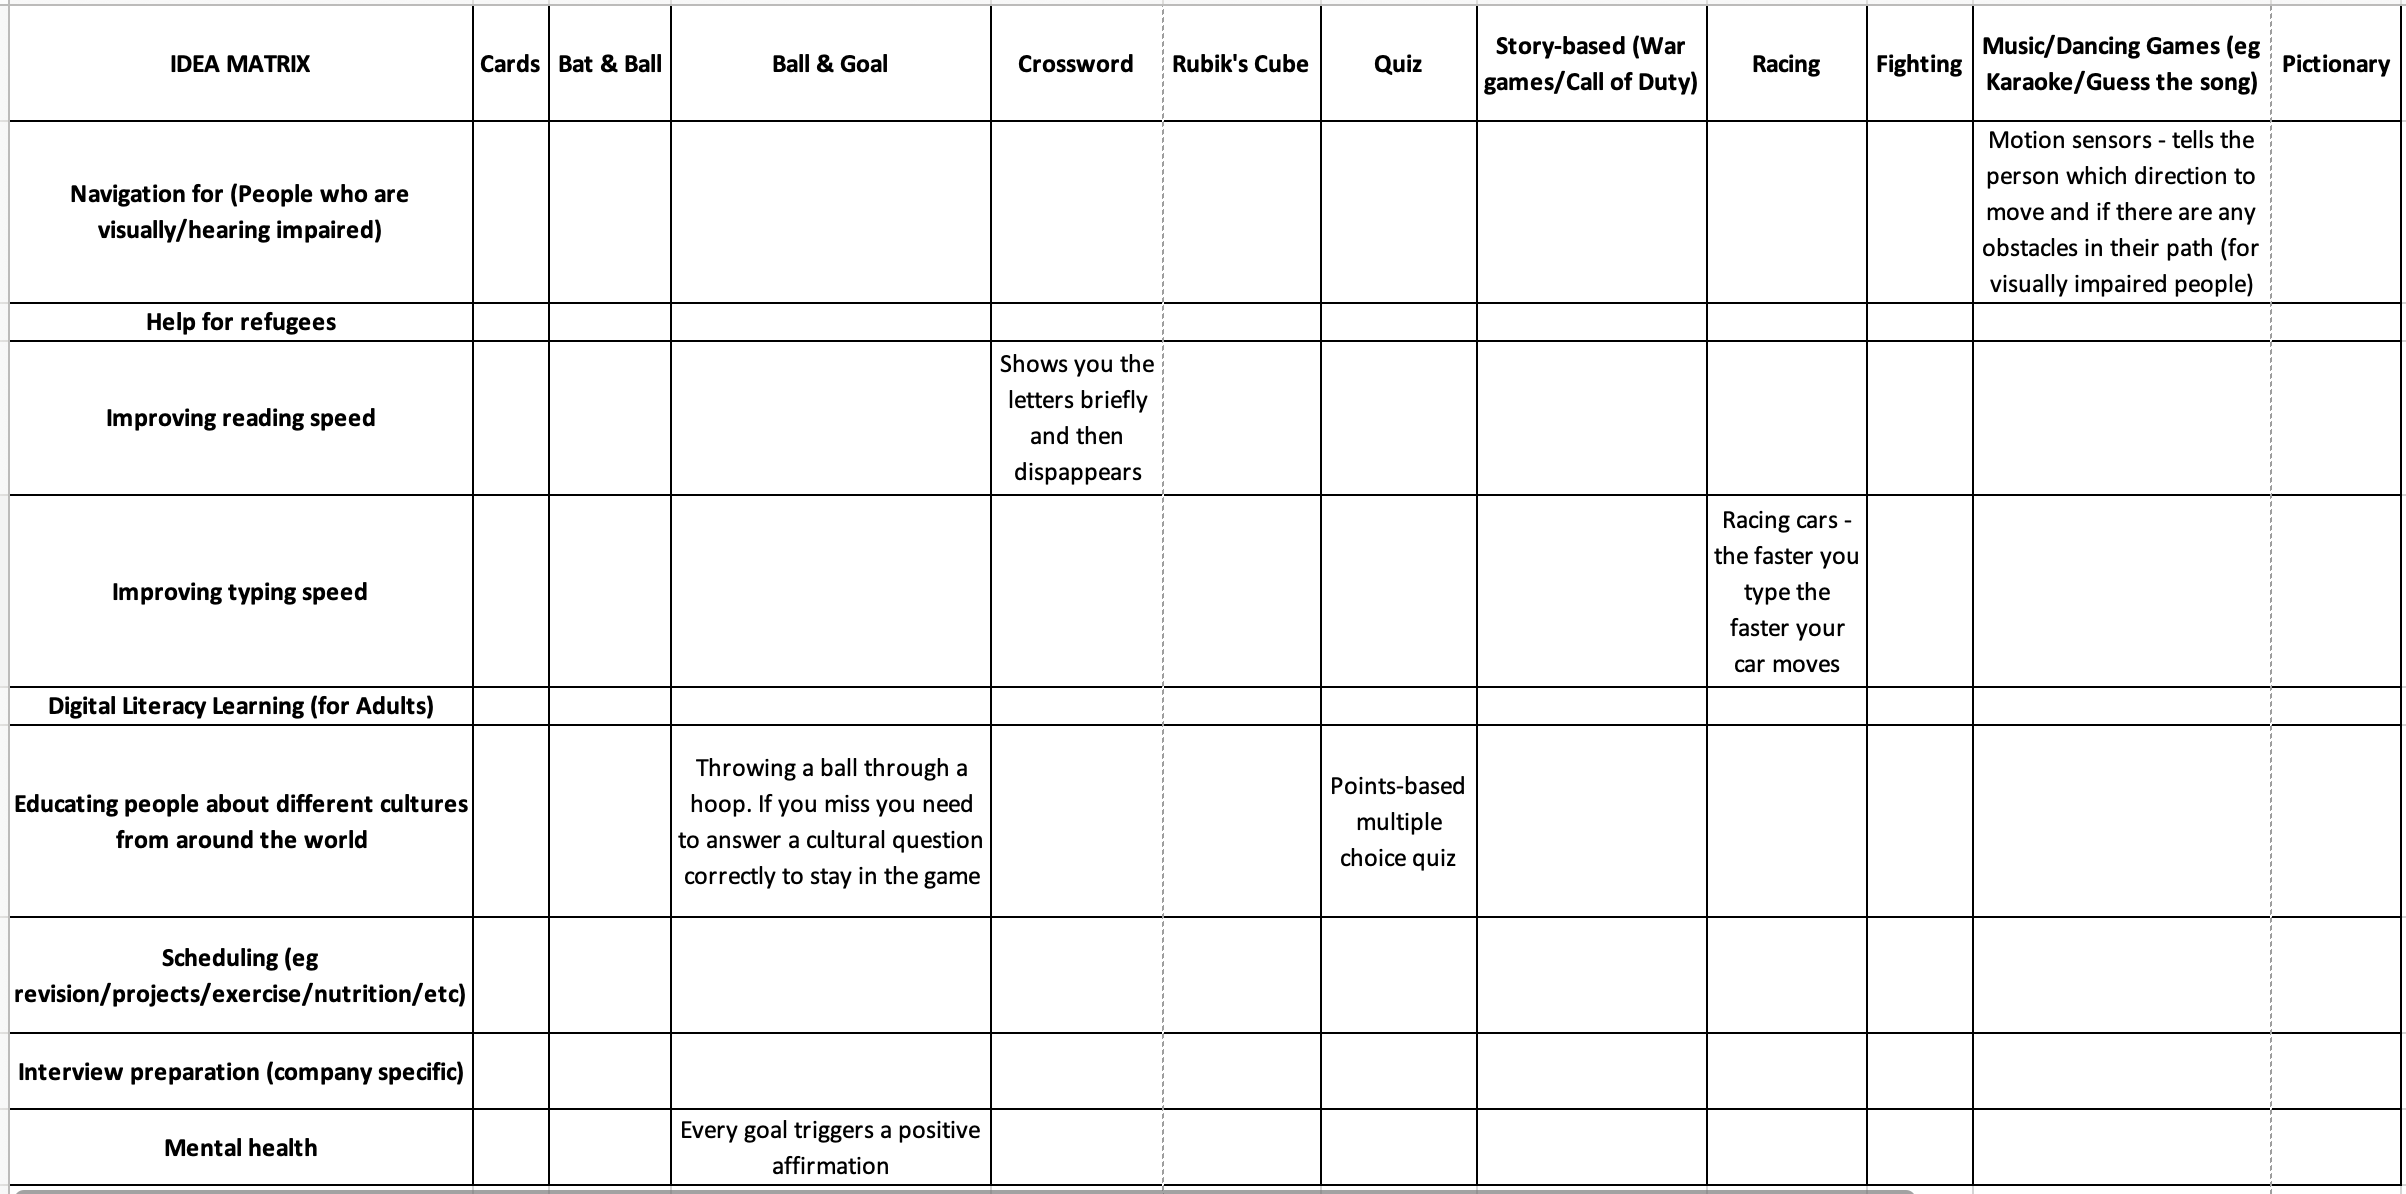 IDEA MATRIX
Cards
Bat & Ball
Ball & Goal
Crossword
Rubik's Cube
Quiz
Story-based (War
games/Call of Duty)
Racing
Fighting
Music/Dancing Games (eg
Karaoke/Guess the song)
Pictionary
Navigation for (People who are
visually/hearing impaired)
Motion sensors - tells the
person which direction to
move and if there are any
obstacles in their path (for
visually impaired people)
Help for refugees
Improving reading speed
Shows you the
letters briefly
and then
dispappears
Improving typing speed
Racing cars -
the faster you
type the
faster your
car moves
Digital Literacy Learning (for Adults)
Educating people about different cultures
from around the world
Throwing a ball through a
hoop. If you miss you need
to answer a cultural question
correctly to stay in the game
Points-based
multiple
choice quiz
Scheduling (eg
revision/projects/exercise/nutrition/etc)
Interview preparation (company specific)
Mental health
Every goal triggers a positive
affirmation